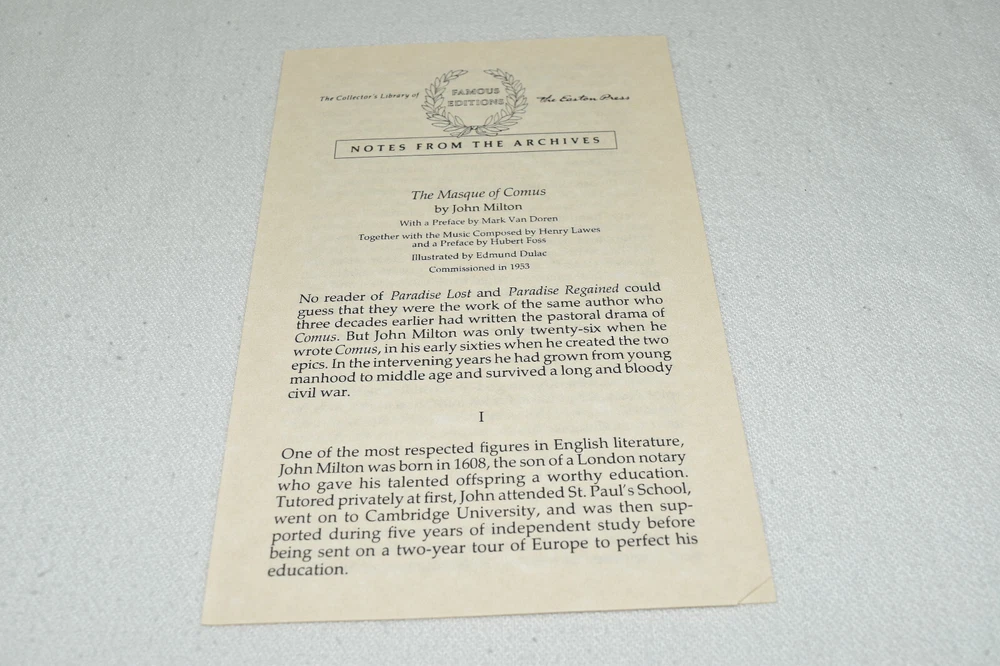 The Collector's Library of
FAMOUS
EDITIONS
The Easton Press
NOTES FROM THE ARCHIVES
The Masque of Comus
by John Milton
With a Preface by Mark Van Doren
Together with the Music Composed by Henry Lawes
and a Preface by Hubert Foss
Illustrated by Edmund Dulac
Commissioned in 1953
No reader of Paradise Lost and Paradise Regained could
guess that they were the work of the same author who
three decades earlier had written the pastoral drama of
Comus. But John Milton was only twenty-six when he
wrote Comus, in his early sixties when he created the two
epics. In the intervening years he had grown from young
manhood to middle age and survived a long and bloody
civil war.
I
One of the most respected figures in English literature,
John Milton was born in 1608, the son of a London notary
who gave his talented offspring a worthy education.
Tutored privately at first, John attended St. Paul's School,
went on to Cambridge University, and was then sup-
ported during five years of independent study before
being sent on a two-year tour of Europe to perfect his
education.